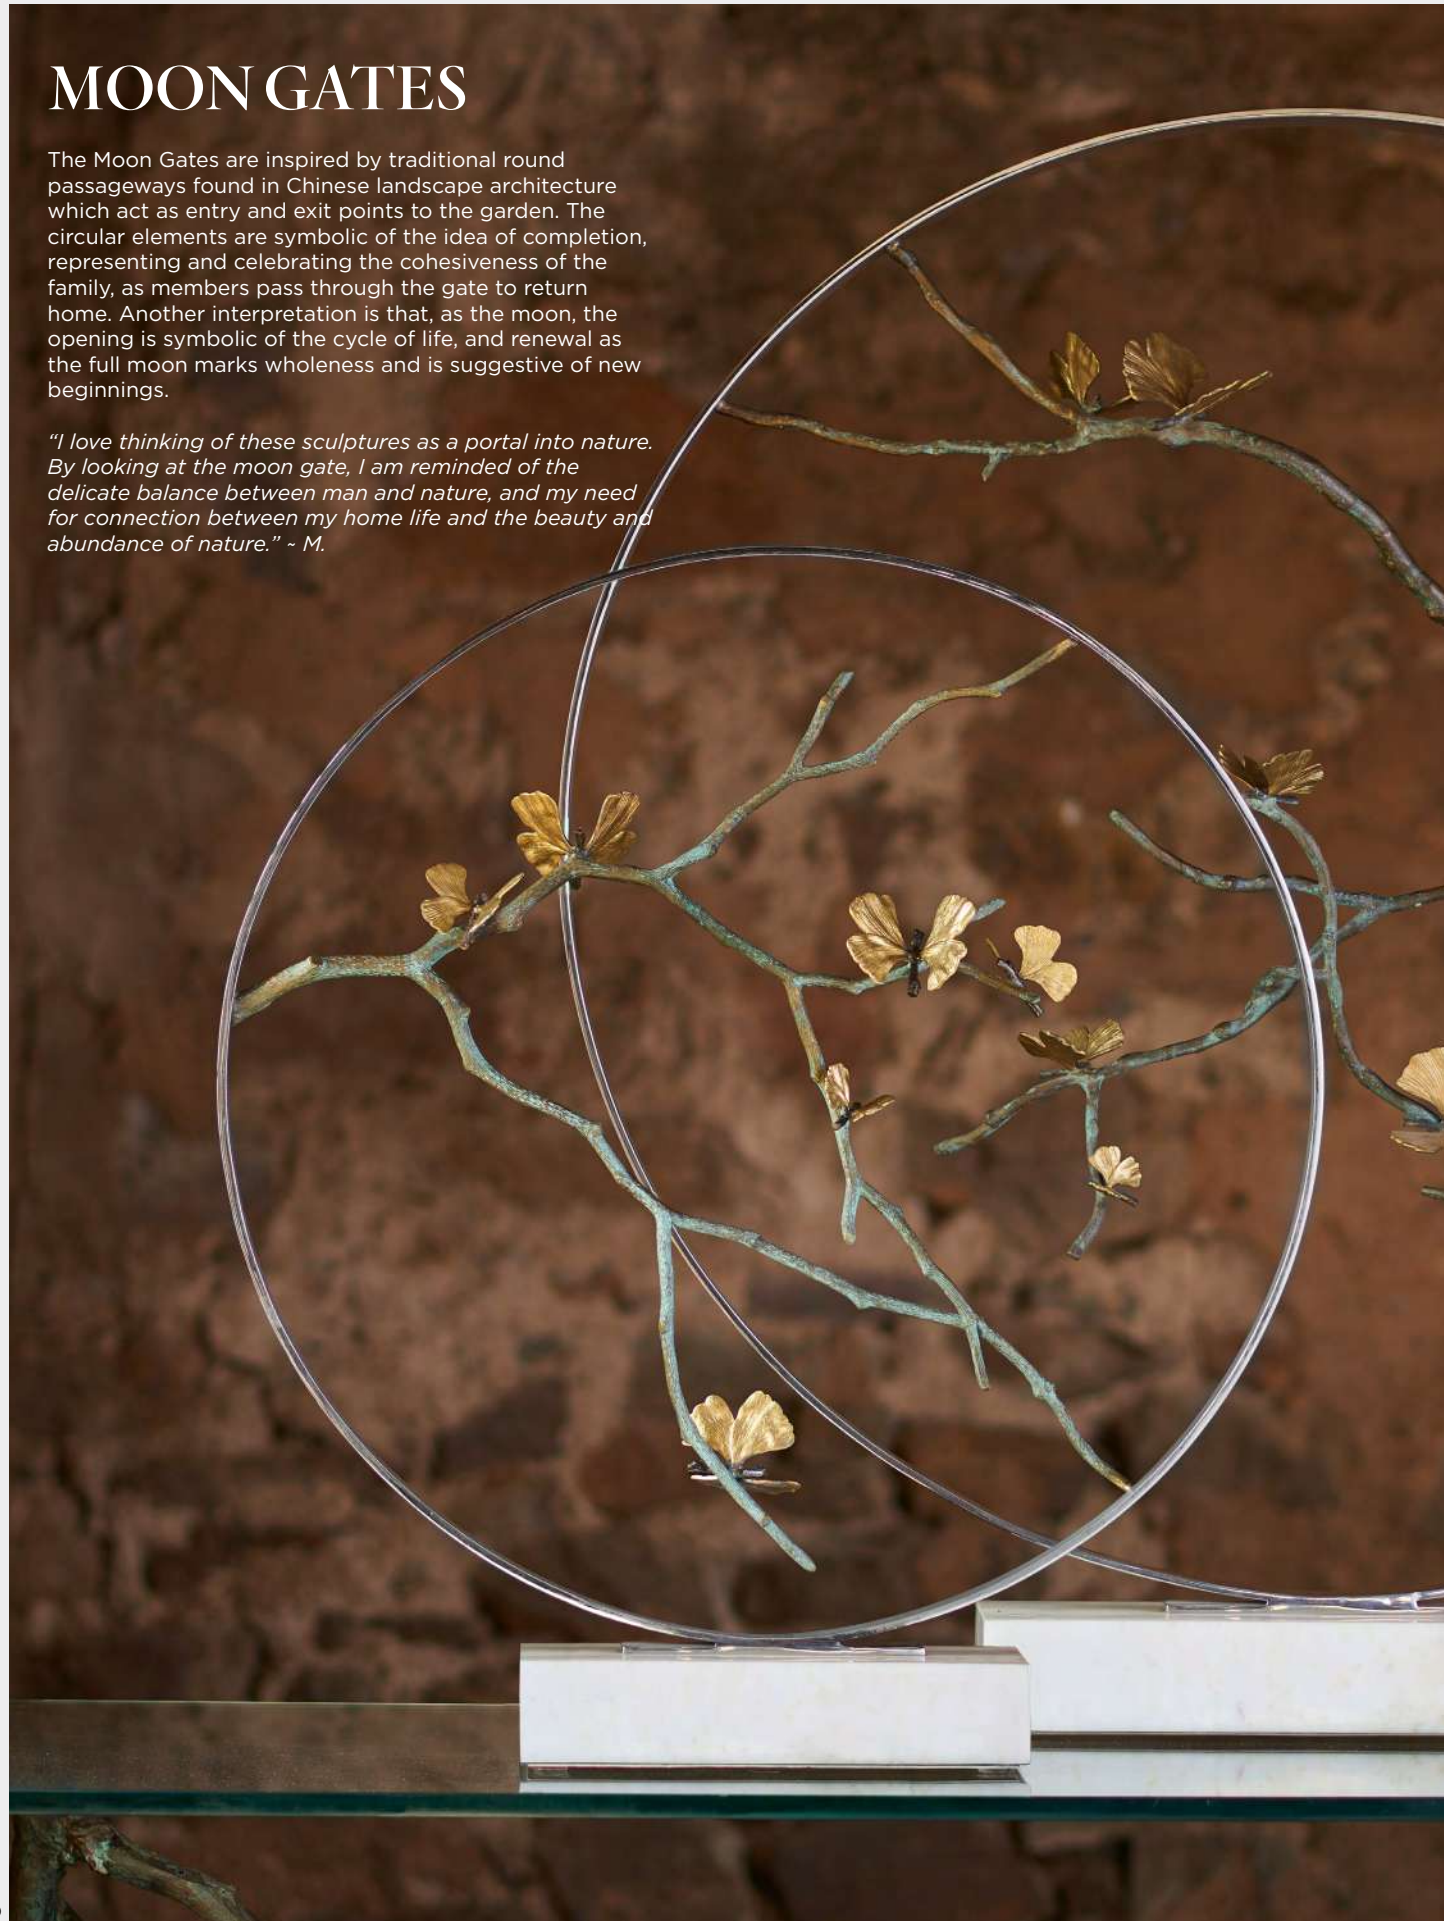 MOON GATES
The Moon Gates are inspired by traditional round
passageways found in Chinese landscape architecture
which act as entry and exit points to the garden. The
circular elements are symbolic of the idea of completion,
representing and celebrating the cohesiveness of the
family, as members pass through the gate to return
home. Another interpretation is that, as the moon, the
opening is symbolic of the cycle of life, and renewal as
the full moon marks wholeness and is suggestive of new
beginnings.
“I love thinking of these sculptures as a portal into nature.
By looking at the moon gate, I am reminded of the
delicate balance between man and nature, and my need
for connection between my home life and the beauty and
abundance of nature.” ~ M.